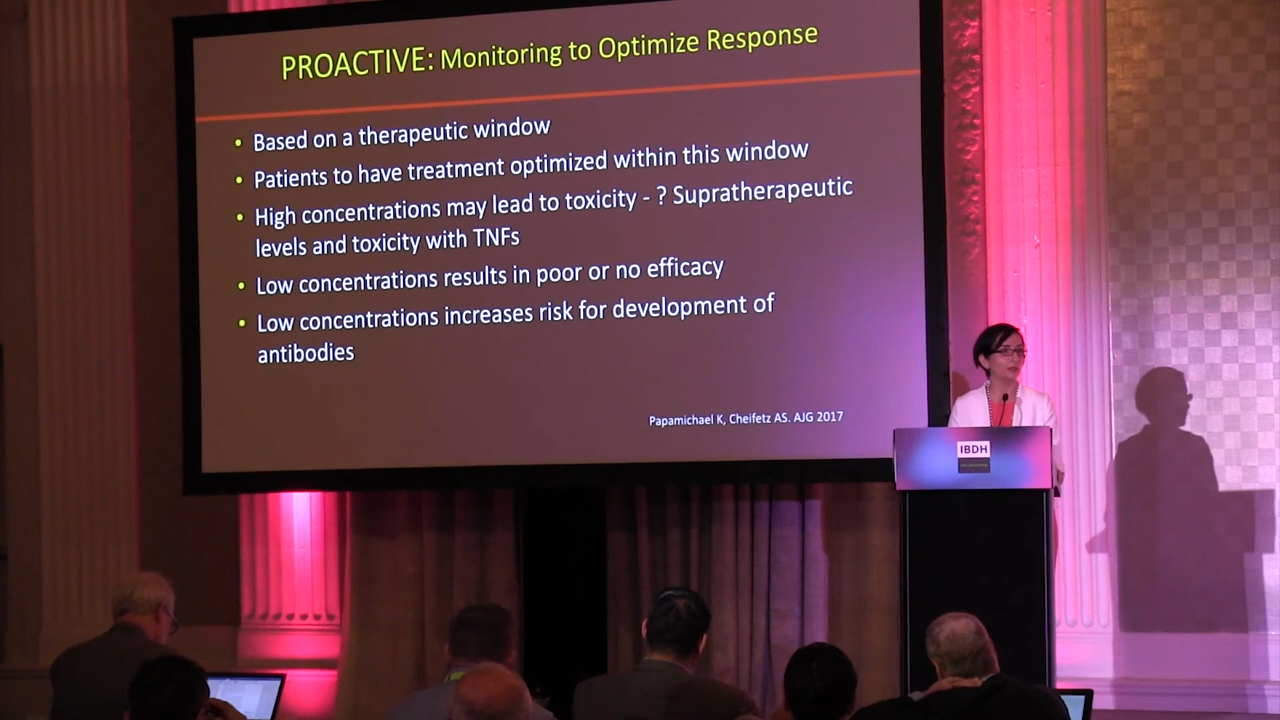 PROACTIVE: Monitoring to Optimize Response
• Based on a therapeutic window
• Patients to have treatment optimized within this window
• High concentrations may lead to toxicity - ? Supratherapeutic
levels and toxicity with TNFs
• Low concentrations results in poor or no efficacy
• Low concentrations increases risk for development of
antibodies
Papamichael K, Cheifetz AS. AJG 2017
IBDH